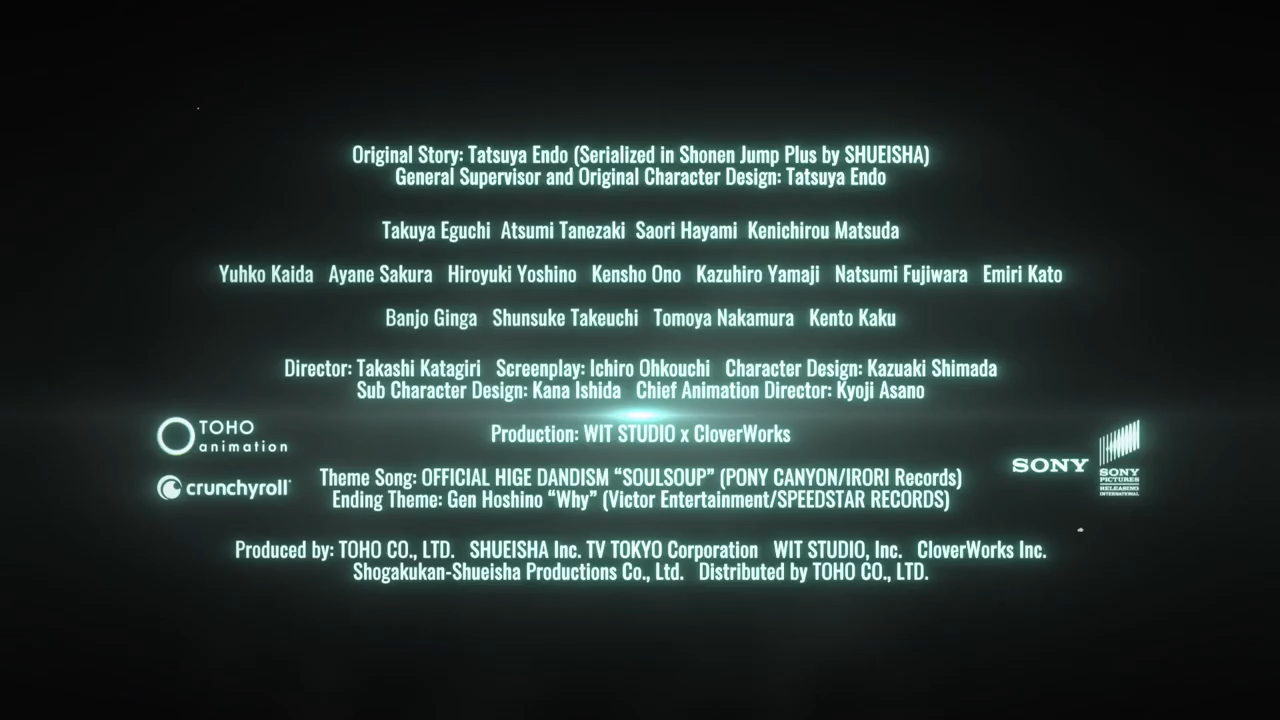 Original Story: Tatsuya Endo (Serialized in Shonen Jump Plus by SHUEISHA)
General Supervisor and Original Character Design: Tatsuya Endo
Takuya Eguchi Atsumi Tanezaki Saori Hayami Kenichirou Matsuda
Yuhko Kaida Ayane Sakura Hiroyuki Yoshino Kensho Ono Kazuhiro Yamaji Natsumi Fujiwara Emiri Kato
Banjo Ginga Shunsuke Takeuchi Tomoya Nakamura Kento Kaku
Director: Takashi Katagiri Screenplay: Ichiro Ohkouchi Character Design: Kazuaki Shimada
Sub Character Design: Kana Ishida Chief Animation Director: Kyoji Asano
Production: WIT STUDIO x CloverWorks
Theme Song: OFFICIAL HIGE DANDISM “SOULSOUP” (PONY CANYON/IRORI Records)
Ending Theme: Gen Hoshino “Why” (Victor Entertainment/SPEEDSTAR RECORDS)
Produced by: TOHO CO., LTD. SHUEISHA Inc. TV TOKYO Corporation WIT STUDIO, Inc. CloverWorks Inc.
Shogakukan-Shueisha Productions Co., Ltd. Distributed by TOHO CO., LTD.
TOHO
animation
crunchyroll
SONY
SONY
PICTURES
RELEASING
INTERNATIONAL